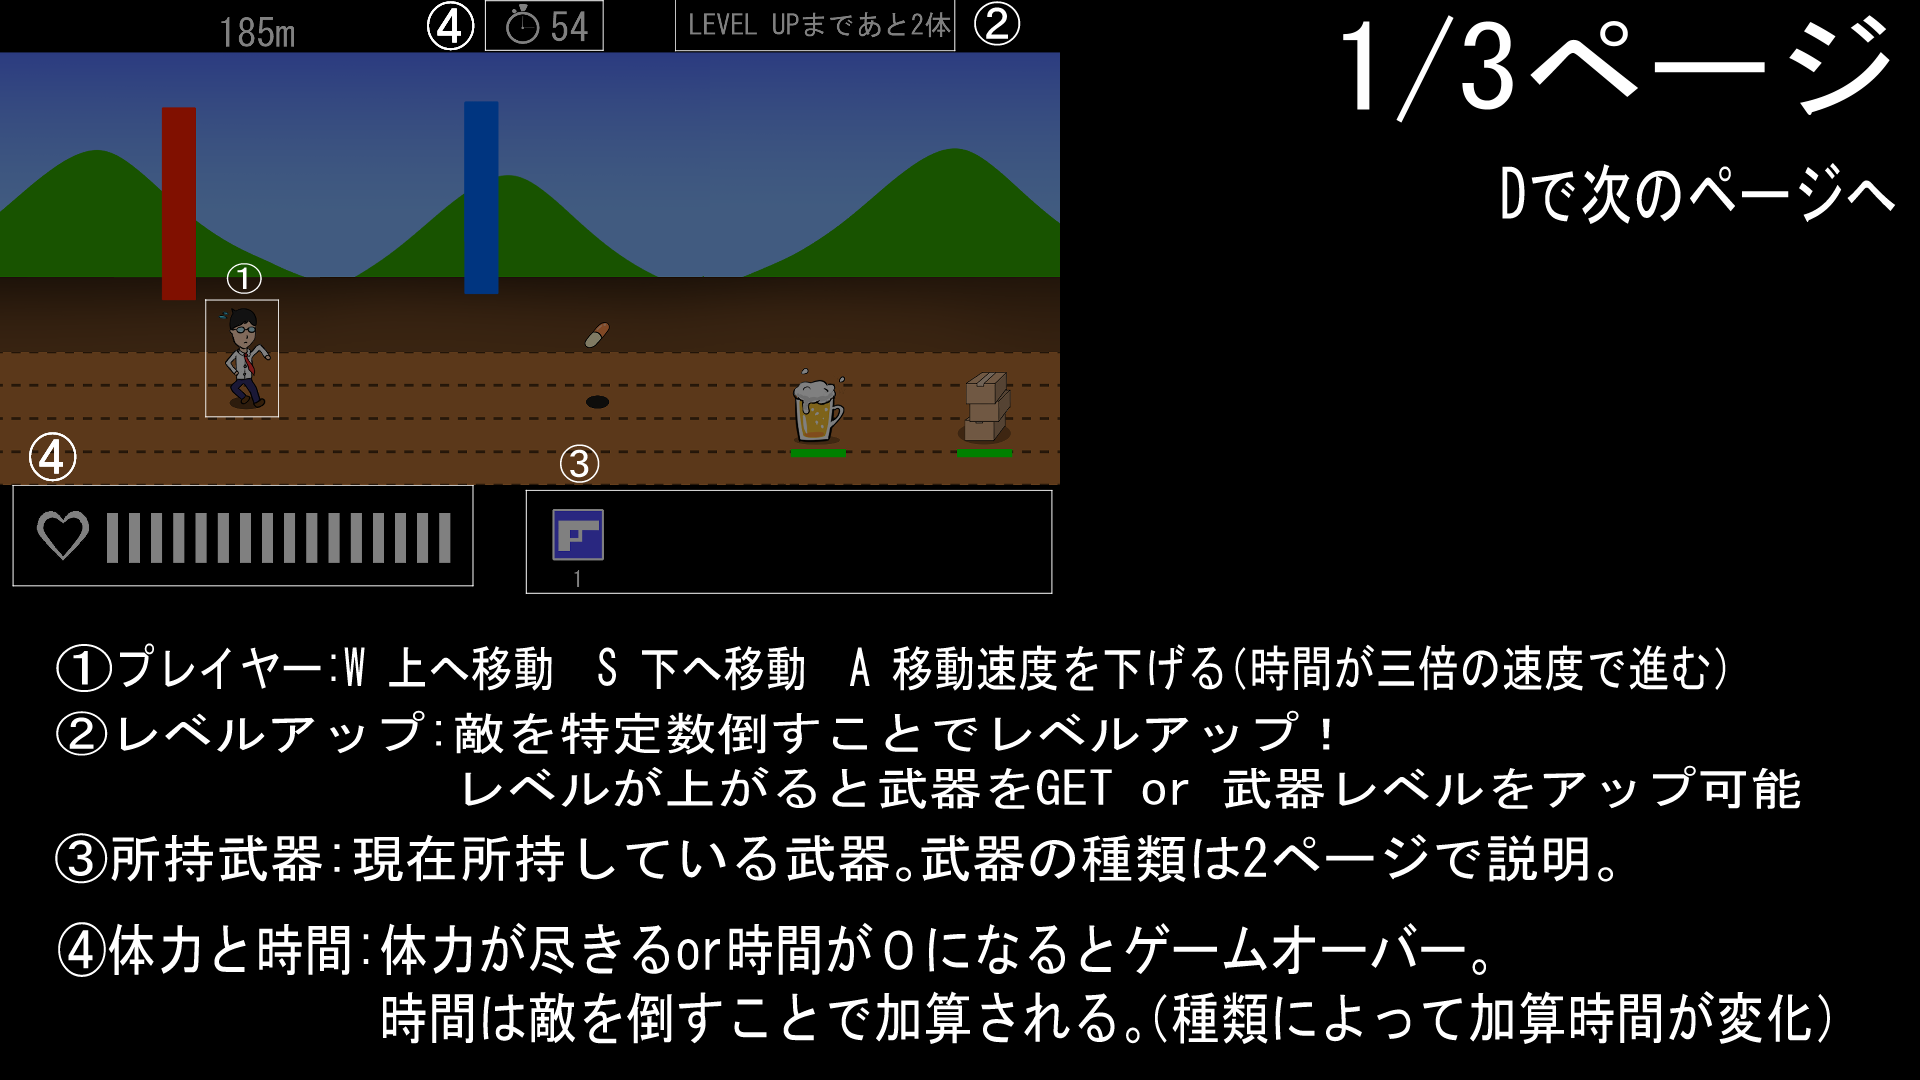 185m
④ 54
LEVEL UPまであと2体 ②
1/3ページ
Dで次のページへ
①
④
③
1
①プレイヤー:W 上へ移動　S 下へ移動　A 移動速度を下げる(時間が三倍の速度で進む)
②レベルアップ:敵を特定数倒すことでレベルアップ！
レベルが上がると武器をGET or 武器レベルをアップ可能
③所持武器:現在所持している武器。武器の種類は2ページで説明。
④体力と時間:体力が尽きるor時間が０になるとゲームオーバー。
時間は敵を倒すことで加算される。(種類によって加算時間が変化)